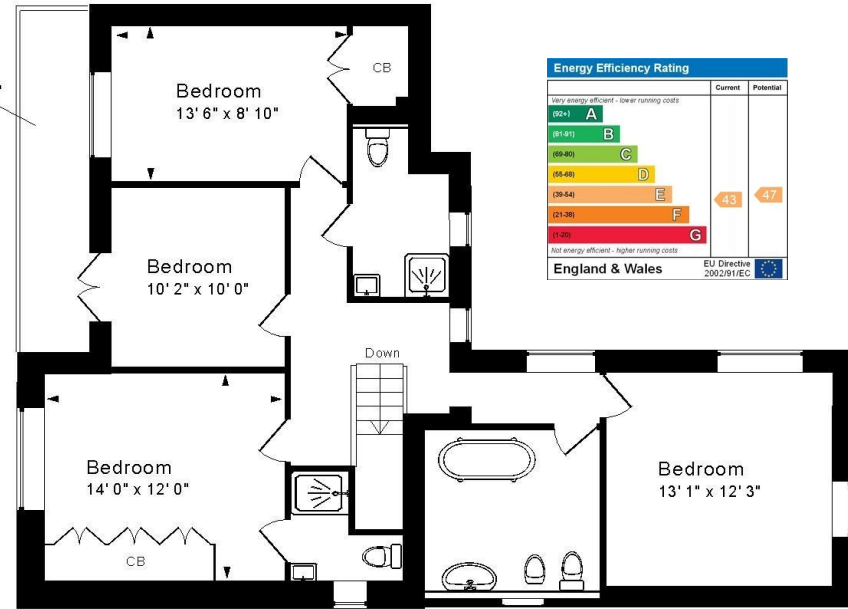 Bedroom
13' 6" x 8' 10"
CB
Bedroom
10' 2" x 10' 0"
Down
Bedroom
14' 0" x 12' 0"
CB
Bedroom
13' 1" x 12' 3"
Energy Efficiency Rating
Current Potential
Very energy efficient - lower running costs
(92+) A
(81-91) B
(69-80) C
(55-68) D
(39-54) E
43 47
(21-38) F
(1-20) G
Not energy efficient - higher running costs
England & Wales
EU Directive
2002/91/EC